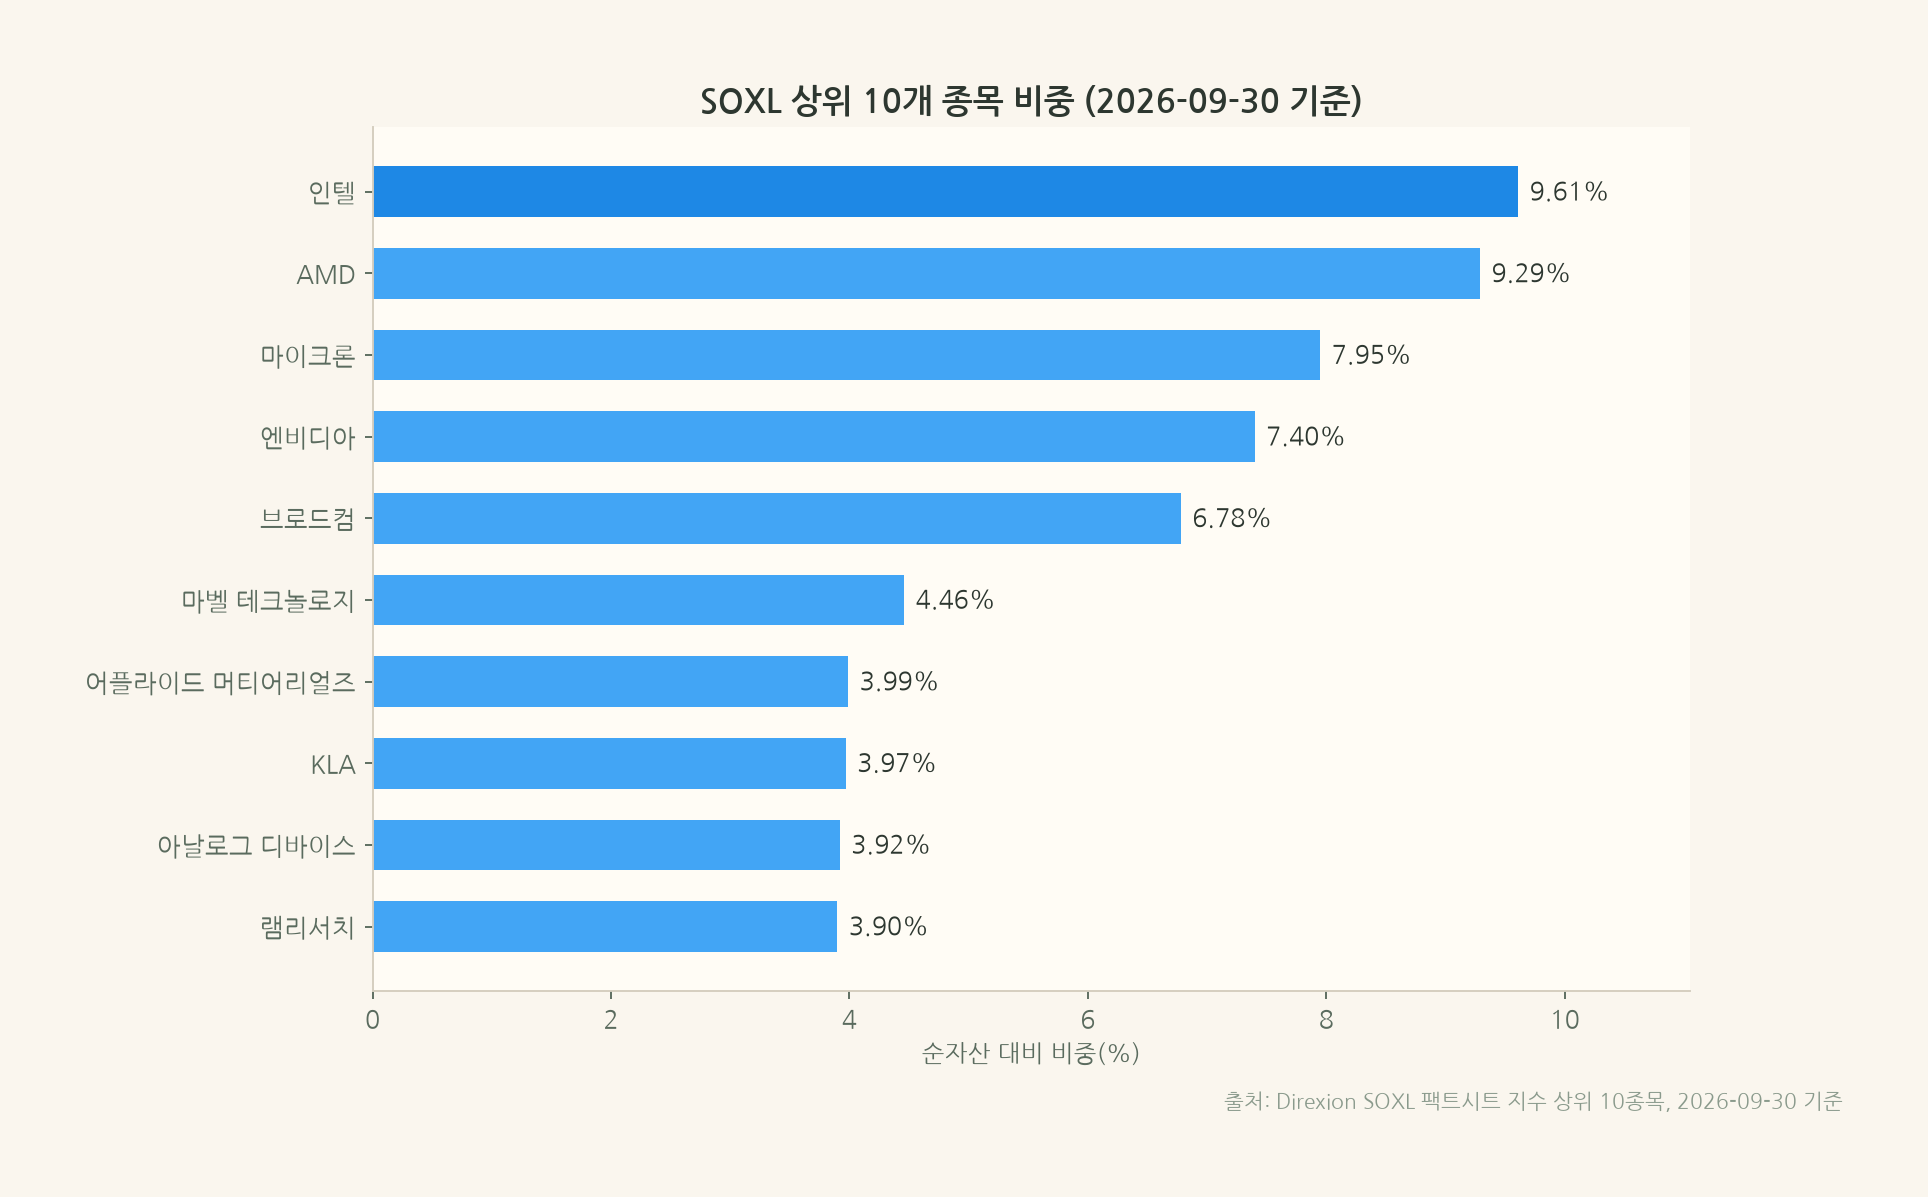 SOXL 상위 10개 종목 비중 (2026-09-30 기준)
인텔 9.61%
AMD 9.29%
마이크론 7.95%
엔비디아 7.40%
브로드컴 6.78%
마벨 테크놀로지 4.46%
어플라이드 머티어리얼즈 3.99%
KLA 3.97%
아날로그 디바이스 3.92%
램리서치 3.90%
0 2 4 6 8 10
순자산 대비 비중(%)
출처: Direxion SOXL 팩트시트 지수 상위 10종목, 2026-09-30 기준